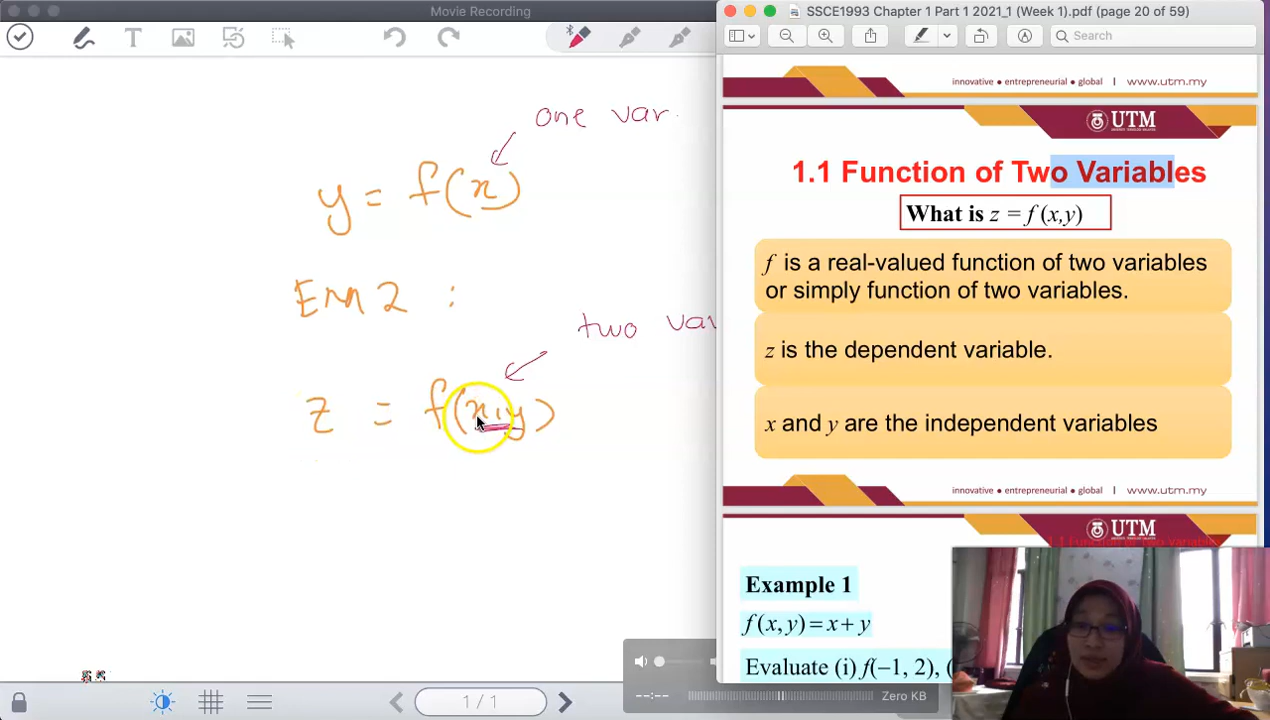 Movie Recording
one var.
y = f(x)
:
two var
z = f(x,y)
1 / 1
--:--
Zero KB
SSCE1993 Chapter 1 Part 1 2021_1 (Week 1).pdf (page 20 of 59)
Search
innovative ● entrepreneurial ● global | www.utm.my
UTM
1.1 Function of Two Variables
What is z = f (x,y)
f is a real-valued function of two variables
or simply function of two variables.
z is the dependent variable.
x and y are the independent variables
innovative ● entrepreneurial ● global | www.utm.my
UTM
Example 1
f (x, y) = x + y
Evaluate (i) f(−1, 2), (